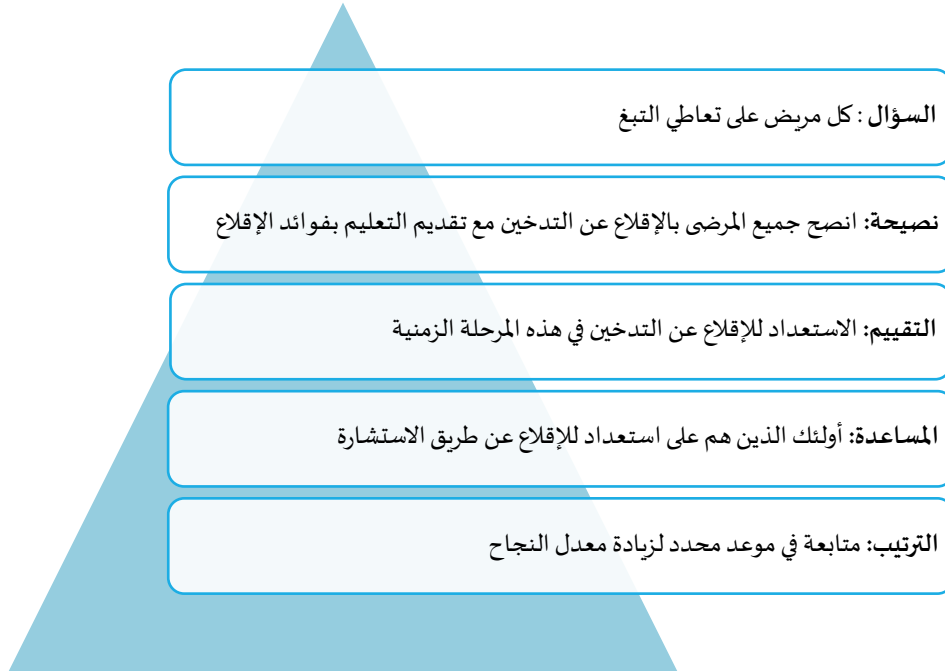 السؤال : كل مريض على تعاطي التبغ
نصيحة: انصح جميع المرضى بالإقلاع عن التدخين مع تقديم التعليم بفوائد الإقلاع
التقييم: الاستعداد للإقلاع عن التدخين في هذه المرحلة الزمنية
المساعدة: أولئك الذين هم على استعداد للإقلاع عن طريق الاستشارة
الترتيب: متابعة في موعد محدد لزيادة معدل النجاح